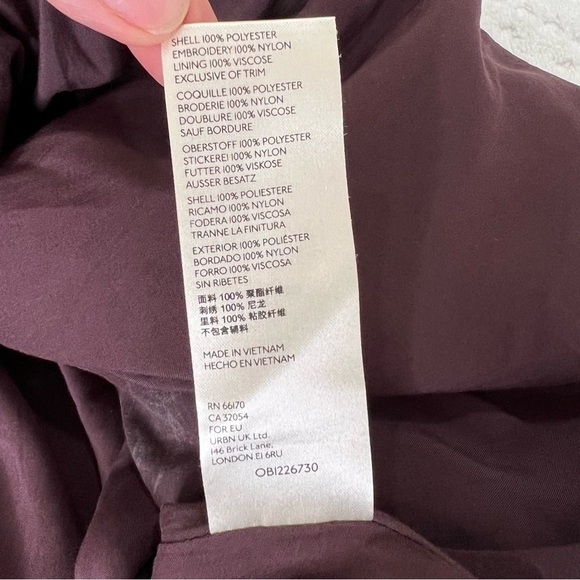 SHELL 100% POLYESTER
EMBROIDERY 100% NYLON
LINING 100% VISCOSE
EXCLUSIVE OF TRIM
COQUILLE 100% POLYESTER
BRODERIE 100% NYLON
DOUBLURE 100% VISCOSE
SAUF BORDURE
OBERSTOFF 100% POLYESTER
STICKEREI 100% NYLON
FUTTER 100% VISKOSE
AUSSER BESATZ
SHELL 100% POLIESTERE
RICAMO 100% NYLON
FODERA 100% VISCOSA
TRANNE LA FINITURA
EXTERIOR 100% POLIÉSTER
BORDADO 100% NYLON
FORRO 100% VISCOSA
SIN RIBETES
面料 100% 聚酯纤维
刺绣 100% 尼龙
里料 100% 粘胶纤维
不包含辅料
MADE IN VIETNAM
HECHO EN VIETNAM
RN 66170
CA 32054
FOR EU
URBN UK Ltd.
146 Brick Lane,
LONDON E1 6RU
OB1226730